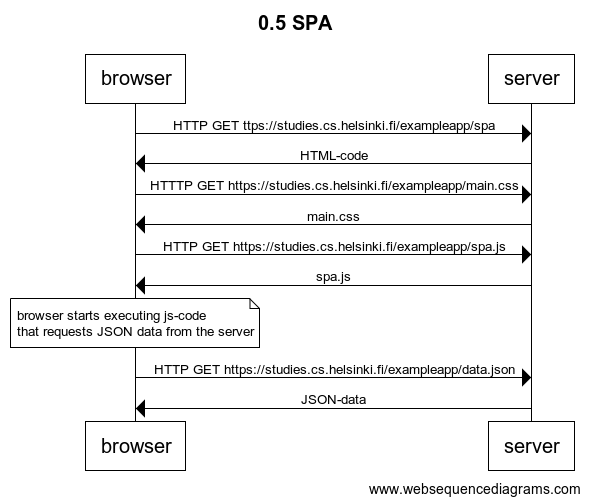 0.5 SPA
browser
server
HTTP GET ttps://studies.cs.helsinki.fi/exampleapp/spa
HTML-code
HTTTP GET https://studies.cs.helsinki.fi/exampleapp/main.css
main.css
HTTP GET https://studies.cs.helsinki.fi/exampleapp/spa.js
spa.js
browser starts executing js-code
that requests JSON data from the server
HTTP GET https://studies.cs.helsinki.fi/exampleapp/data.json
JSON-data
browser
server
www.websequencediagrams.com